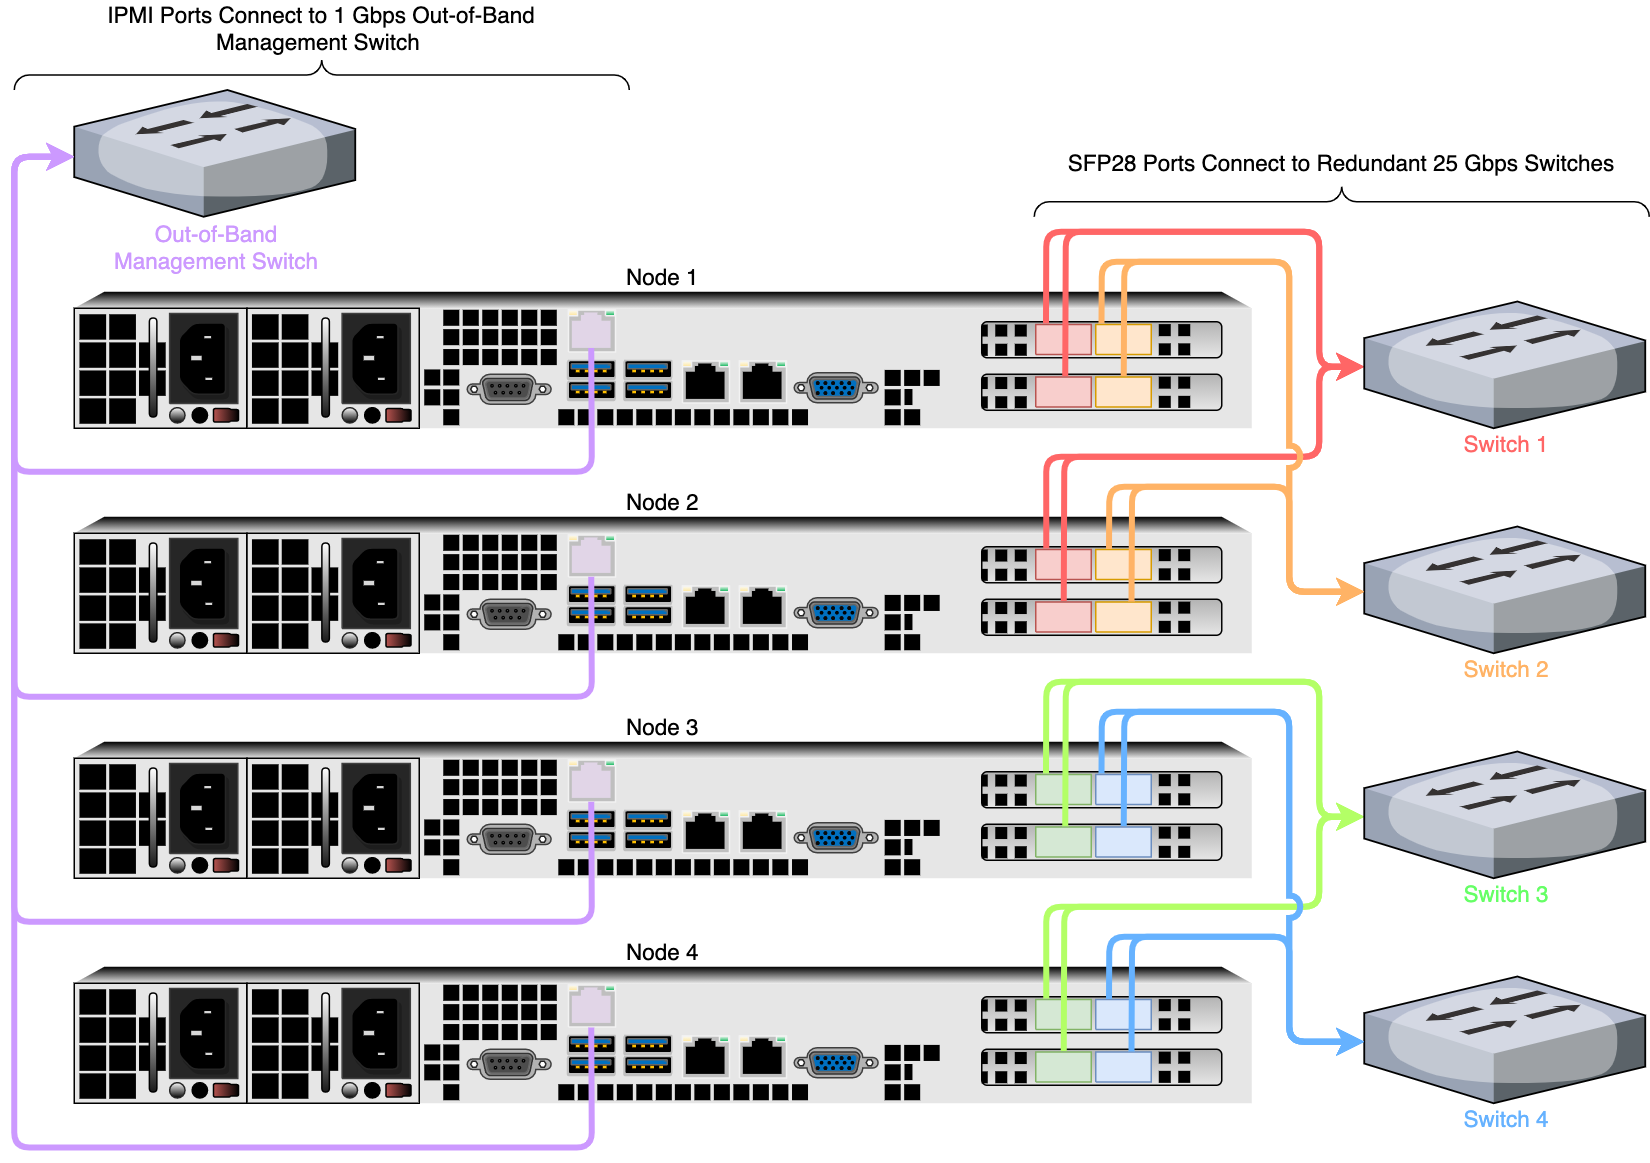 IPMI Ports Connect to 1 Gbps Out-of-Band
Management Switch
SFP28 Ports Connect to Redundant 25 Gbps Switches
Out-of-Band
Management Switch
Node 1
Switch 1
Node 2
Switch 2
Node 3
Switch 3
Node 4
Switch 4